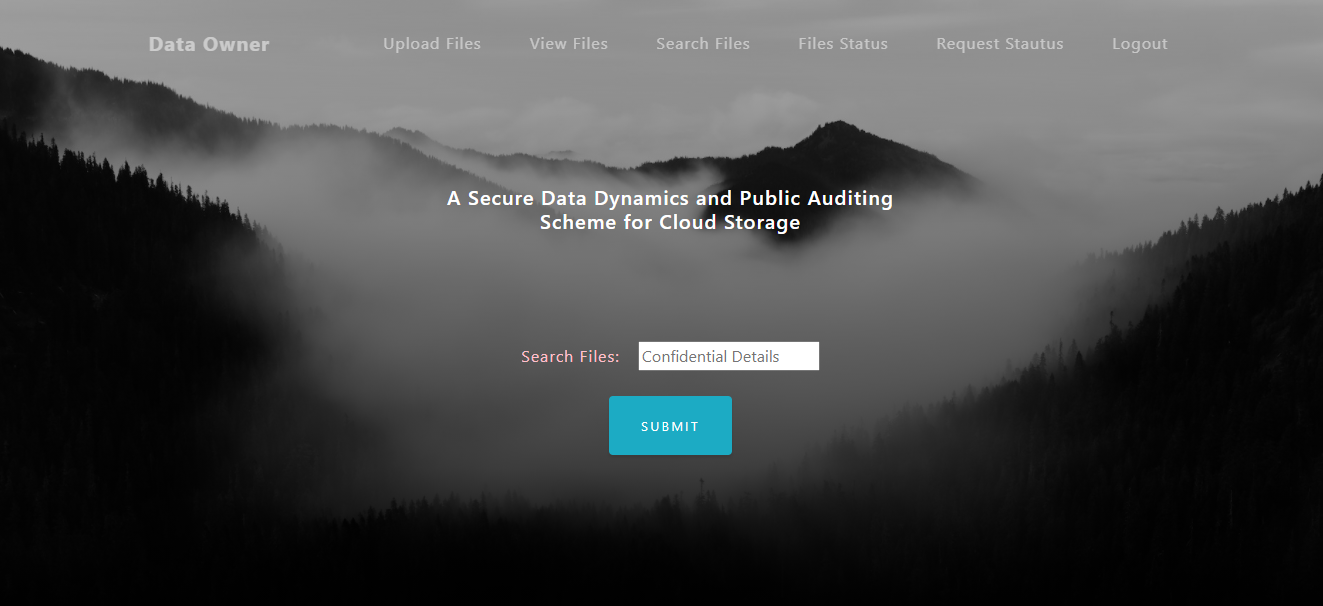 Data Owner
Upload Files
View Files
Search Files
Files Status
Request Stautus
Logout
A Secure Data Dynamics and Public Auditing
Scheme for Cloud Storage
Search Files:
Confidential Details
SUBMIT